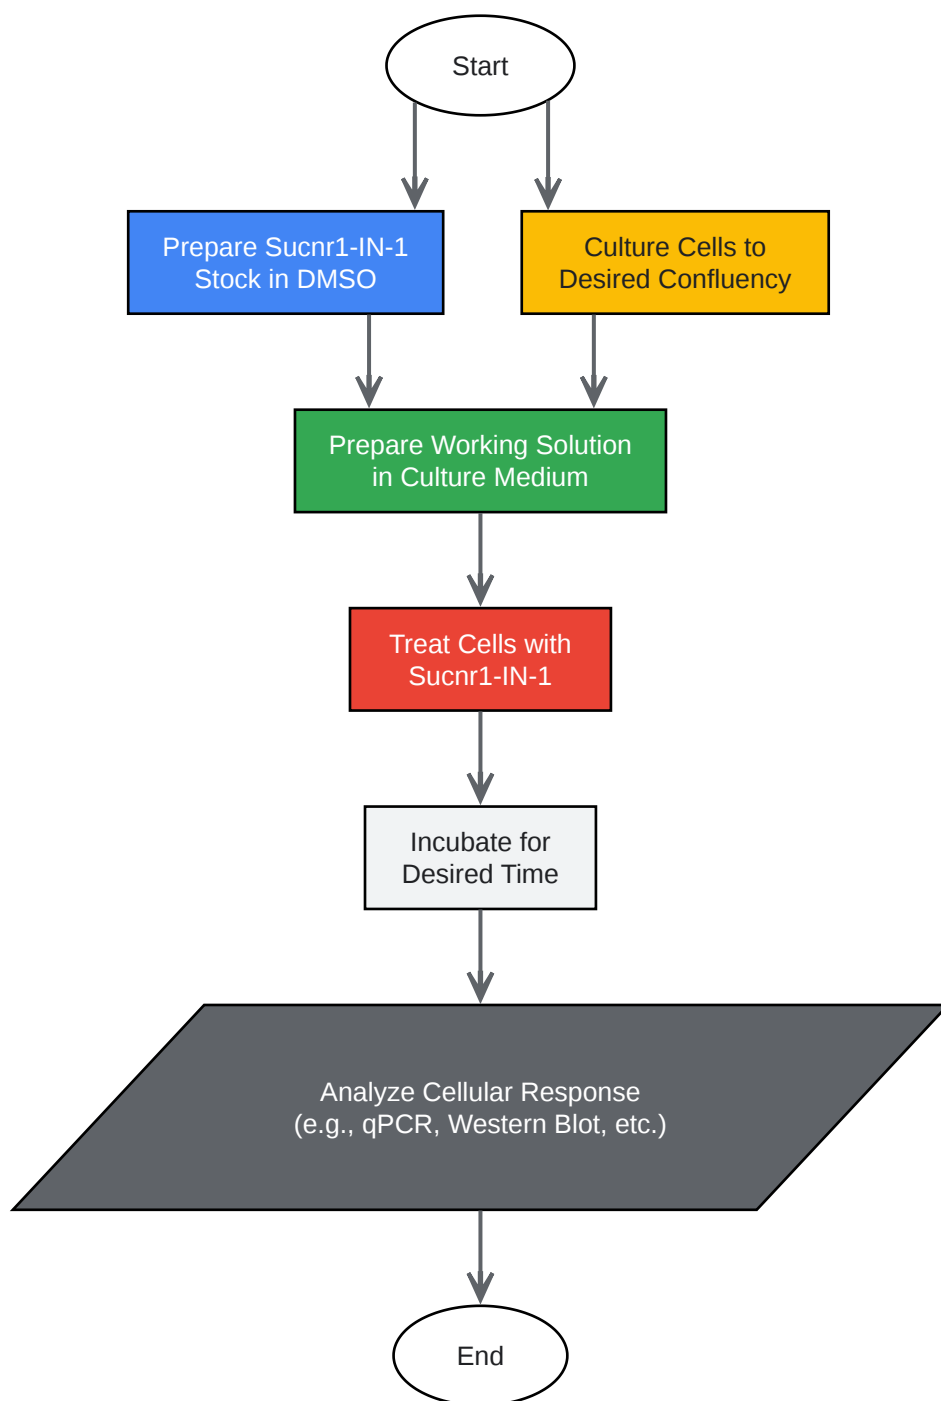 Start
Prepare Sucnr1-IN-1
Stock in DMSO
Culture Cells to
Desired Confluency
Prepare Working Solution
in Culture Medium
Treat Cells with
Sucnr1-IN-1
Incubate for
Desired Time
Analyze Cellular Response
(e.g., qPCR, Western Blot, etc.)
End